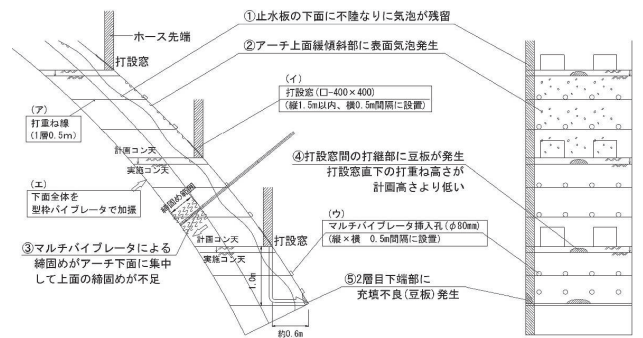 ①止水板の下面に不陸なりに気泡が残留
ホース先端
打設窓
②アーチ上面緩傾斜部に表面気泡発生
(イ)
打設窓(□-400×400)
(縦1.5m以内、横0.5m間隔に設置)
(ア)
打重ね線
(1層0.5m)
計画コン天
実施コン天
④打設窓間の打継部に豆板が発生
打設窓直下の打重ね高さが
計画高さより低い
(エ)
下面全体を
型枠バイブレータで加振
締固め範囲
(ウ)
マルチバイブレータ挿入孔(φ80mm)
(縦×横 0.5m間隔に設置)
計画コン天
実施コン天
打設窓
③マルチバイブレータによる
締固めがアーチ下面に集中
して上面の締固めが不足
1.0m
⑤2層目下端部に
充填不良(豆板)発生
約0.6m